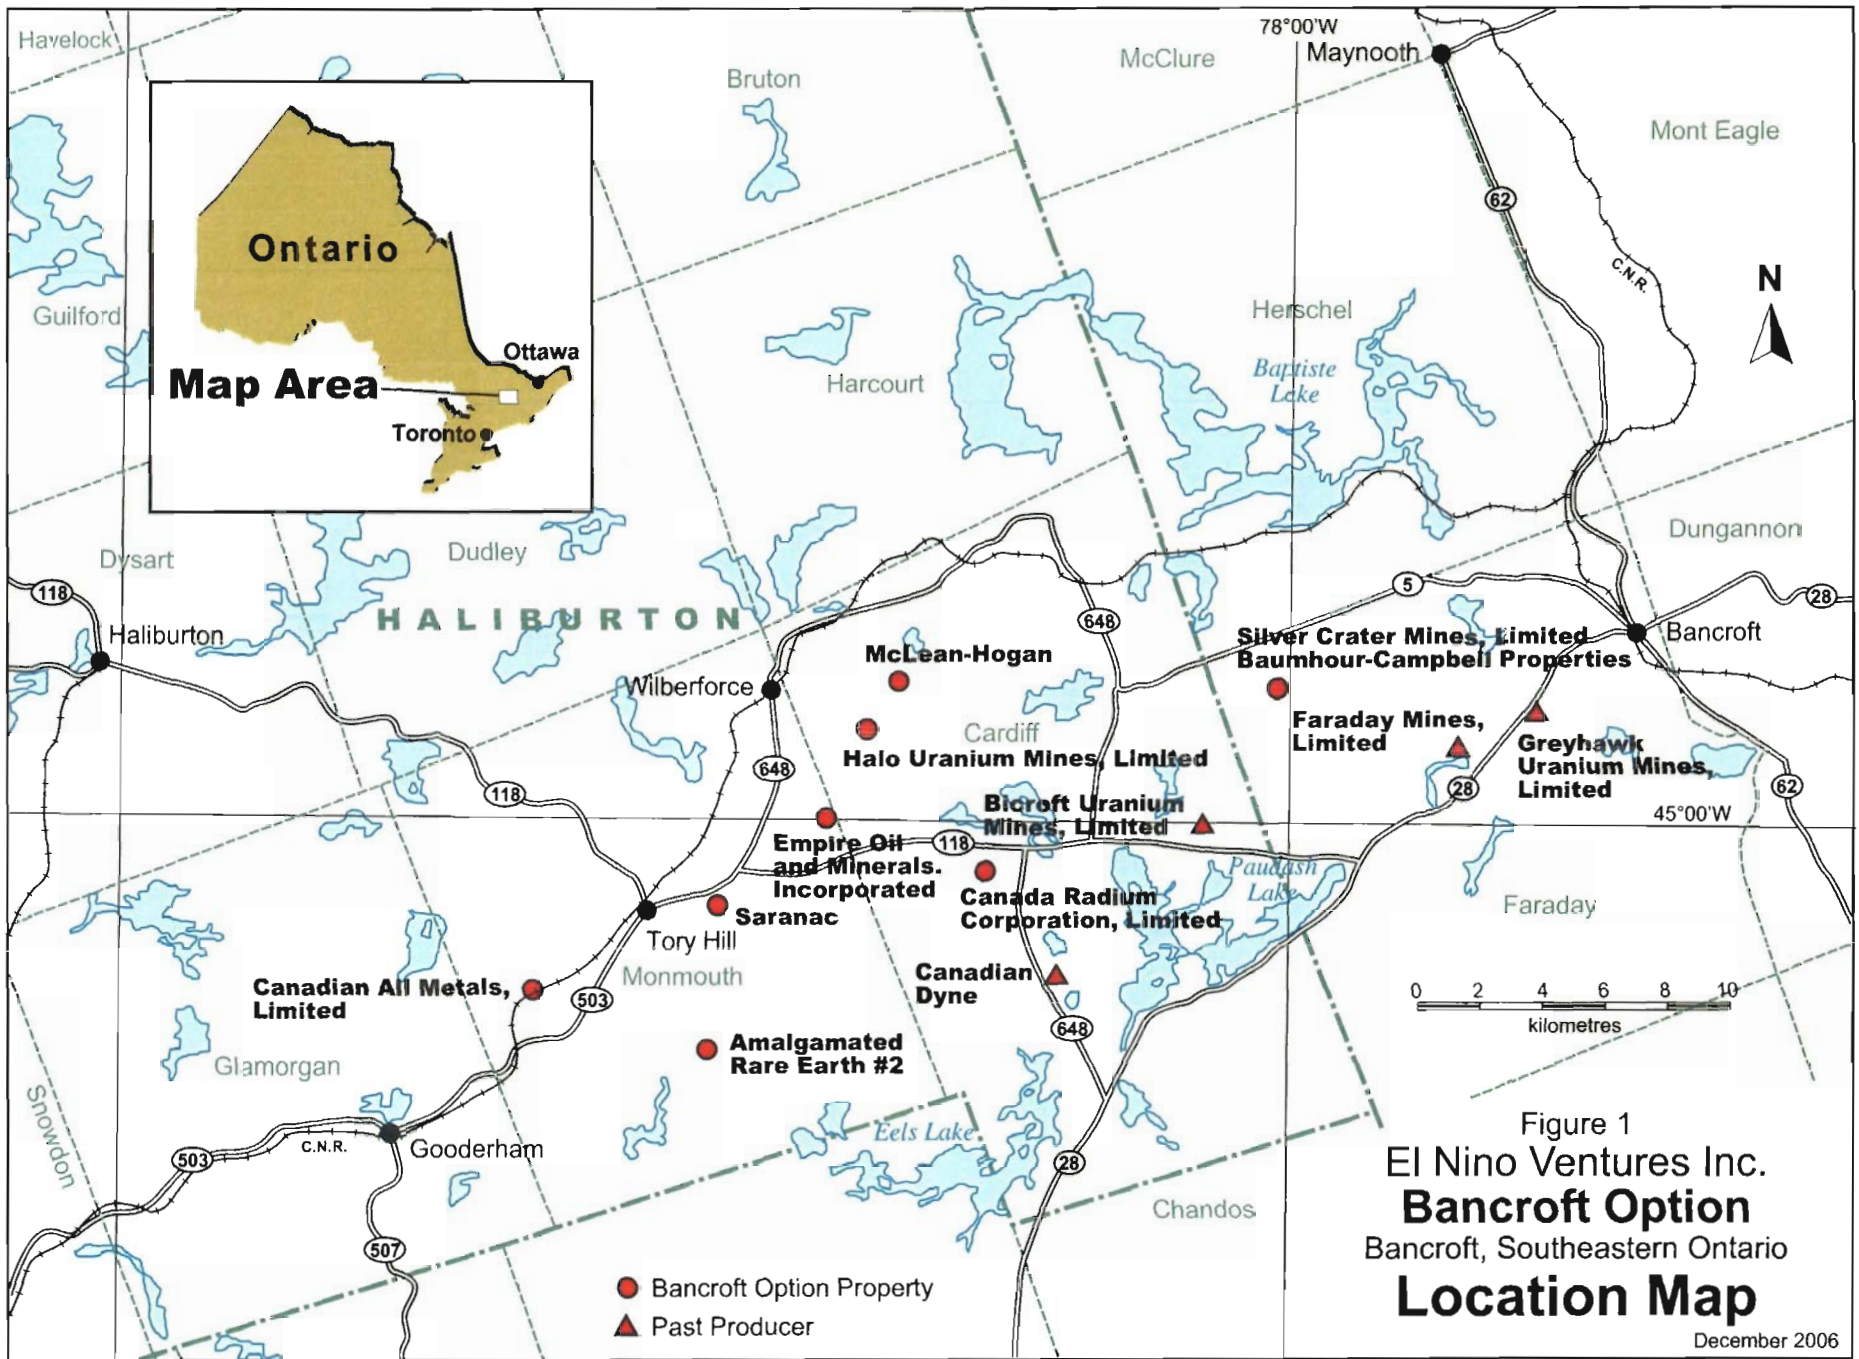 Havelock
Bruton
McClure
78°00'W
Maynooth
Mont Eagle
62
C.N.R.
N
Guilford
Ontario
Ottawa
Map Area
Toronto
Harcourt
Herschel
Baptiste
Lake
Dysart
Dudley
Dungannon
118
HALIBURTON
Haliburton
648
5
28
McLean-Hogan
Silver Crater Mines, Limited
Baumhour-Campbell Properties
Bancroft
Wilberforce
Cardiff
Halo Uranium Mines, Limited
Faraday Mines,
Limited
Greyhawk
Uranium Mines,
Limited
648
118
28
62
45°00'W
Bicroft Uranium
Mines, Limited
Empire Oil
and Minerals.
Incorporated
118
Paudash
Lake
Canada Radium
Corporation, Limited
Faraday
Saranac
Tory Hill
Monmouth
Canadian All Metals,
Limited
503
Canadian
Dyne
648
0 2 4 6 8 10
kilometres
Amalgamated
Rare Earth #2
Glamorgan
Snowdon
Gooderham
C.N.R.
503
Eels Lake
28
Chandos
507
Figure 1
El Nino Ventures Inc.
Bancroft Option
Bancroft, Southeastern Ontario
Location Map
December 2006
Bancroft Option Property
Past Producer